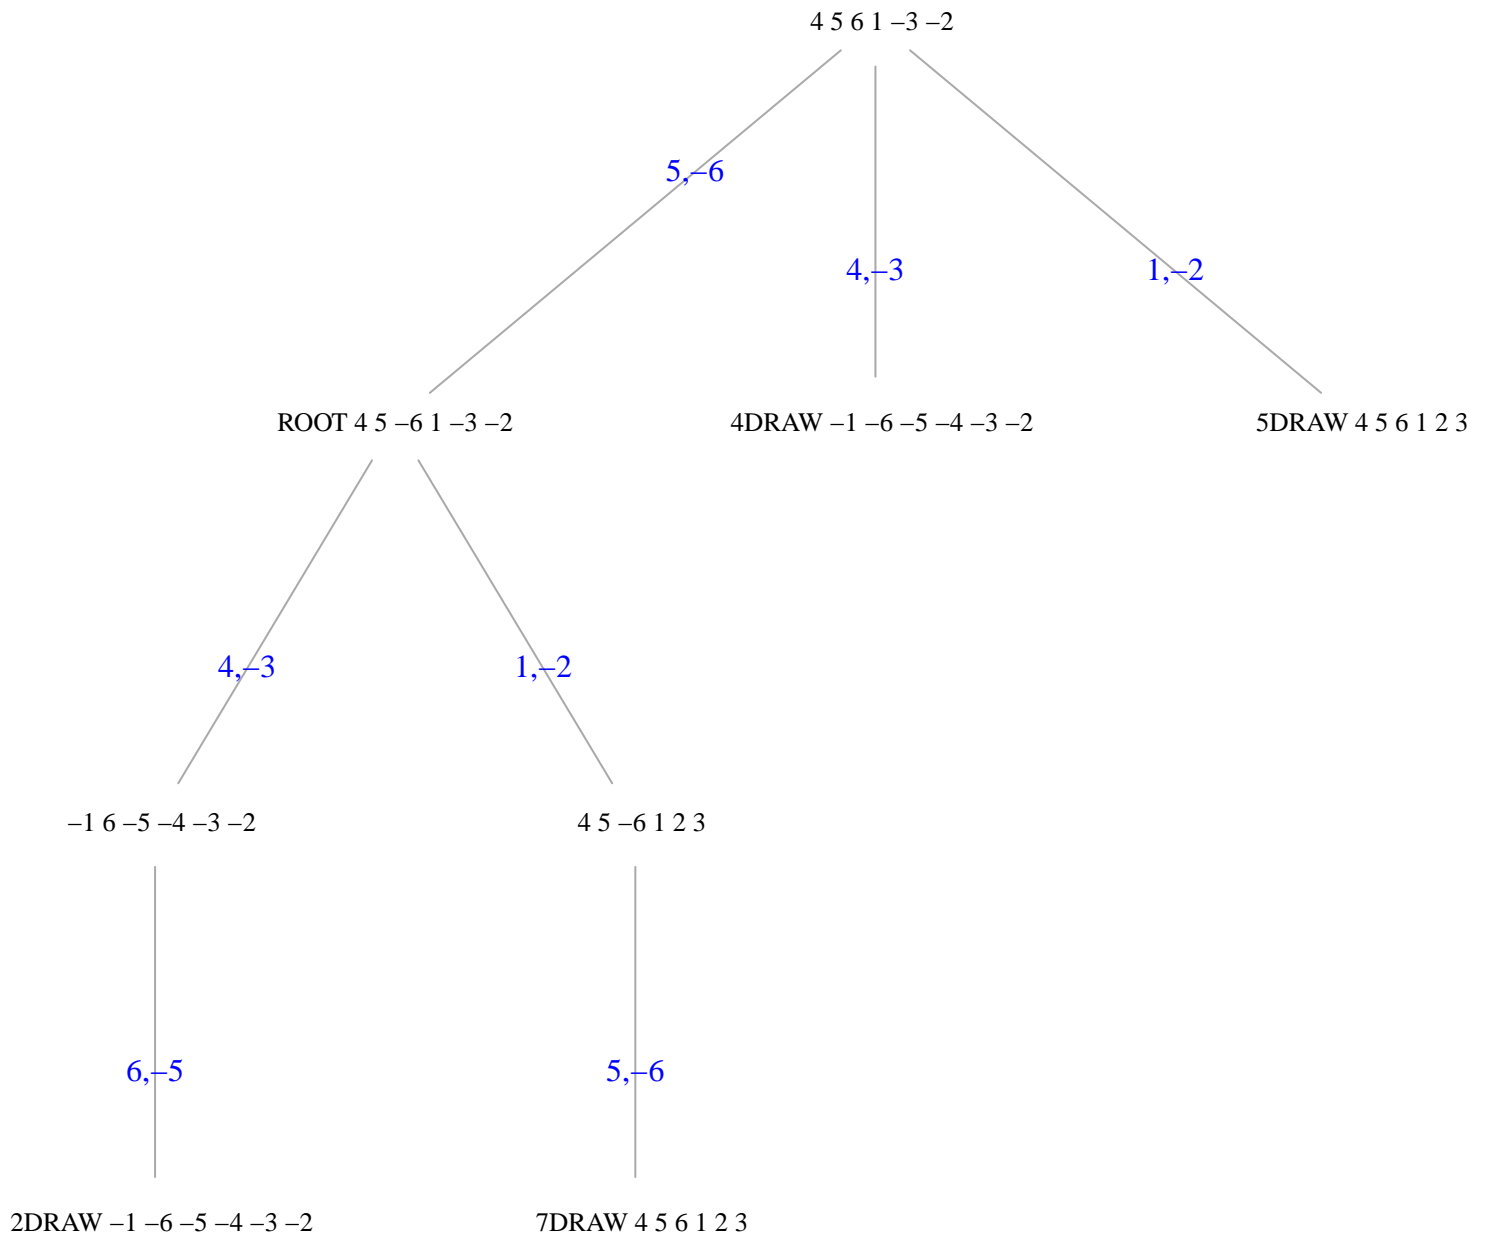 4 5 6 1 –3 –2
5,–6
4,–3
1,–2
ROOT 4 5 –6 1 –3 –2
4DRAW –1 –6 –5 –4 –3 –2
5DRAW 4 5 6 1 2 3
4,–3
1,–2
–1 6 –5 –4 –3 –2
4 5 –6 1 2 3
6,–5
5,–6
2DRAW –1 –6 –5 –4 –3 –2
7DRAW 4 5 6 1 2 3